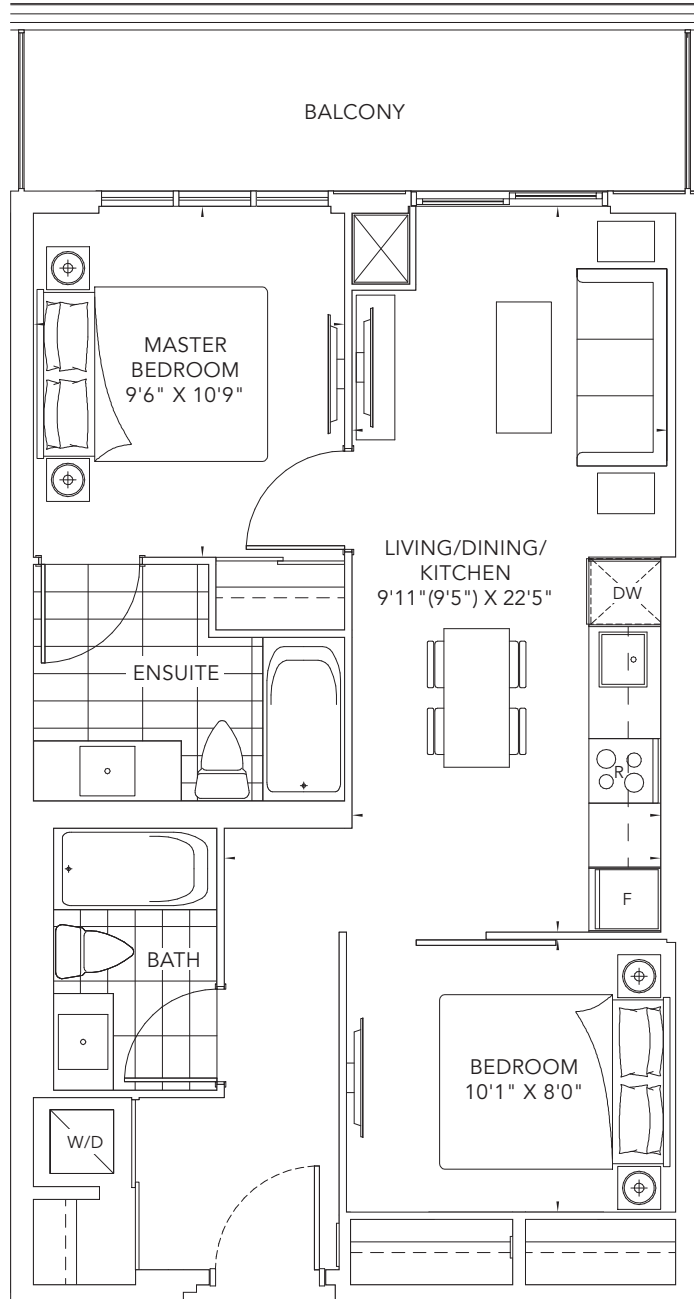 BALCONY
MASTER
BEDROOM
9'6" X 10'9"
LIVING/DINING/
KITCHEN
9'11"(9'5") X 22'5"
DW
ENSUITE
R
F
BATH
BEDROOM
10'1" X 8'0"
W/D